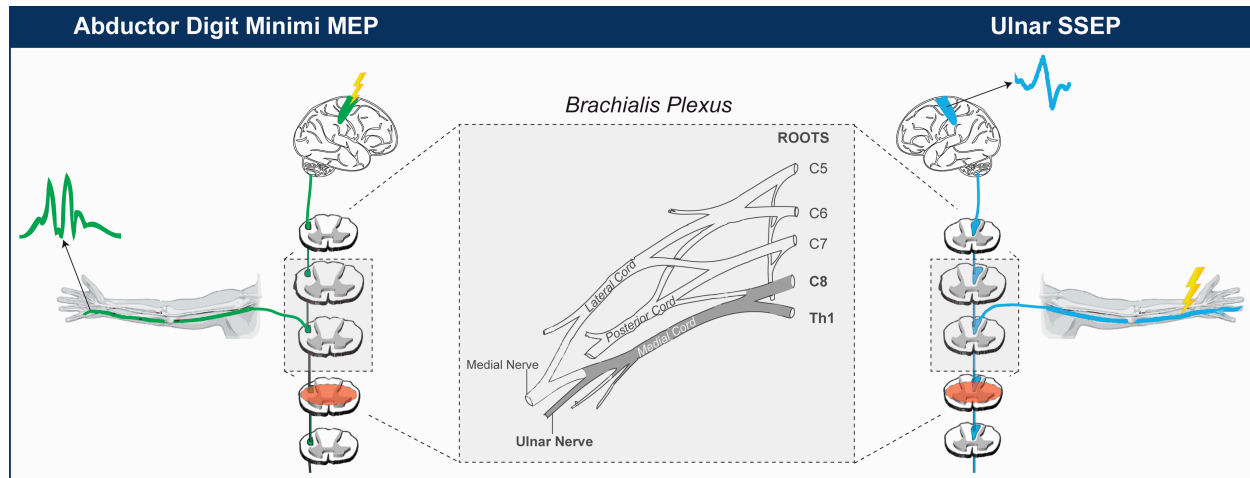 Abductor Digit Minimi MEP
Ulnar SSEP
Brachialis Plexus
ROOTS
C5
C6
C7
C8
Th1
Lateral Cord
Posterior Cord
Medial Cord
Medial Nerve
Ulnar Nerve